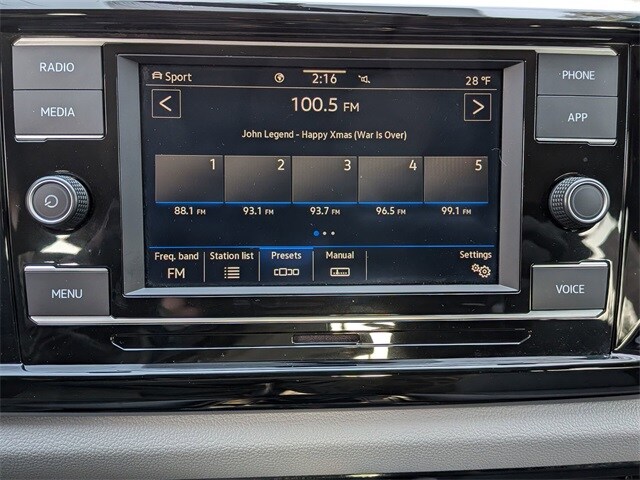 RADIO
MEDIA
MENU
Sport 2:16 28 °F
100.5 FM
John Legend - Happy Xmas (War Is Over)
1 2 3 4 5
88.1 FM 93.1 FM 93.7 FM 96.5 FM 99.1 FM
Freq. band Station list Presets Manual Settings
FM
PHONE
APP
VOICE